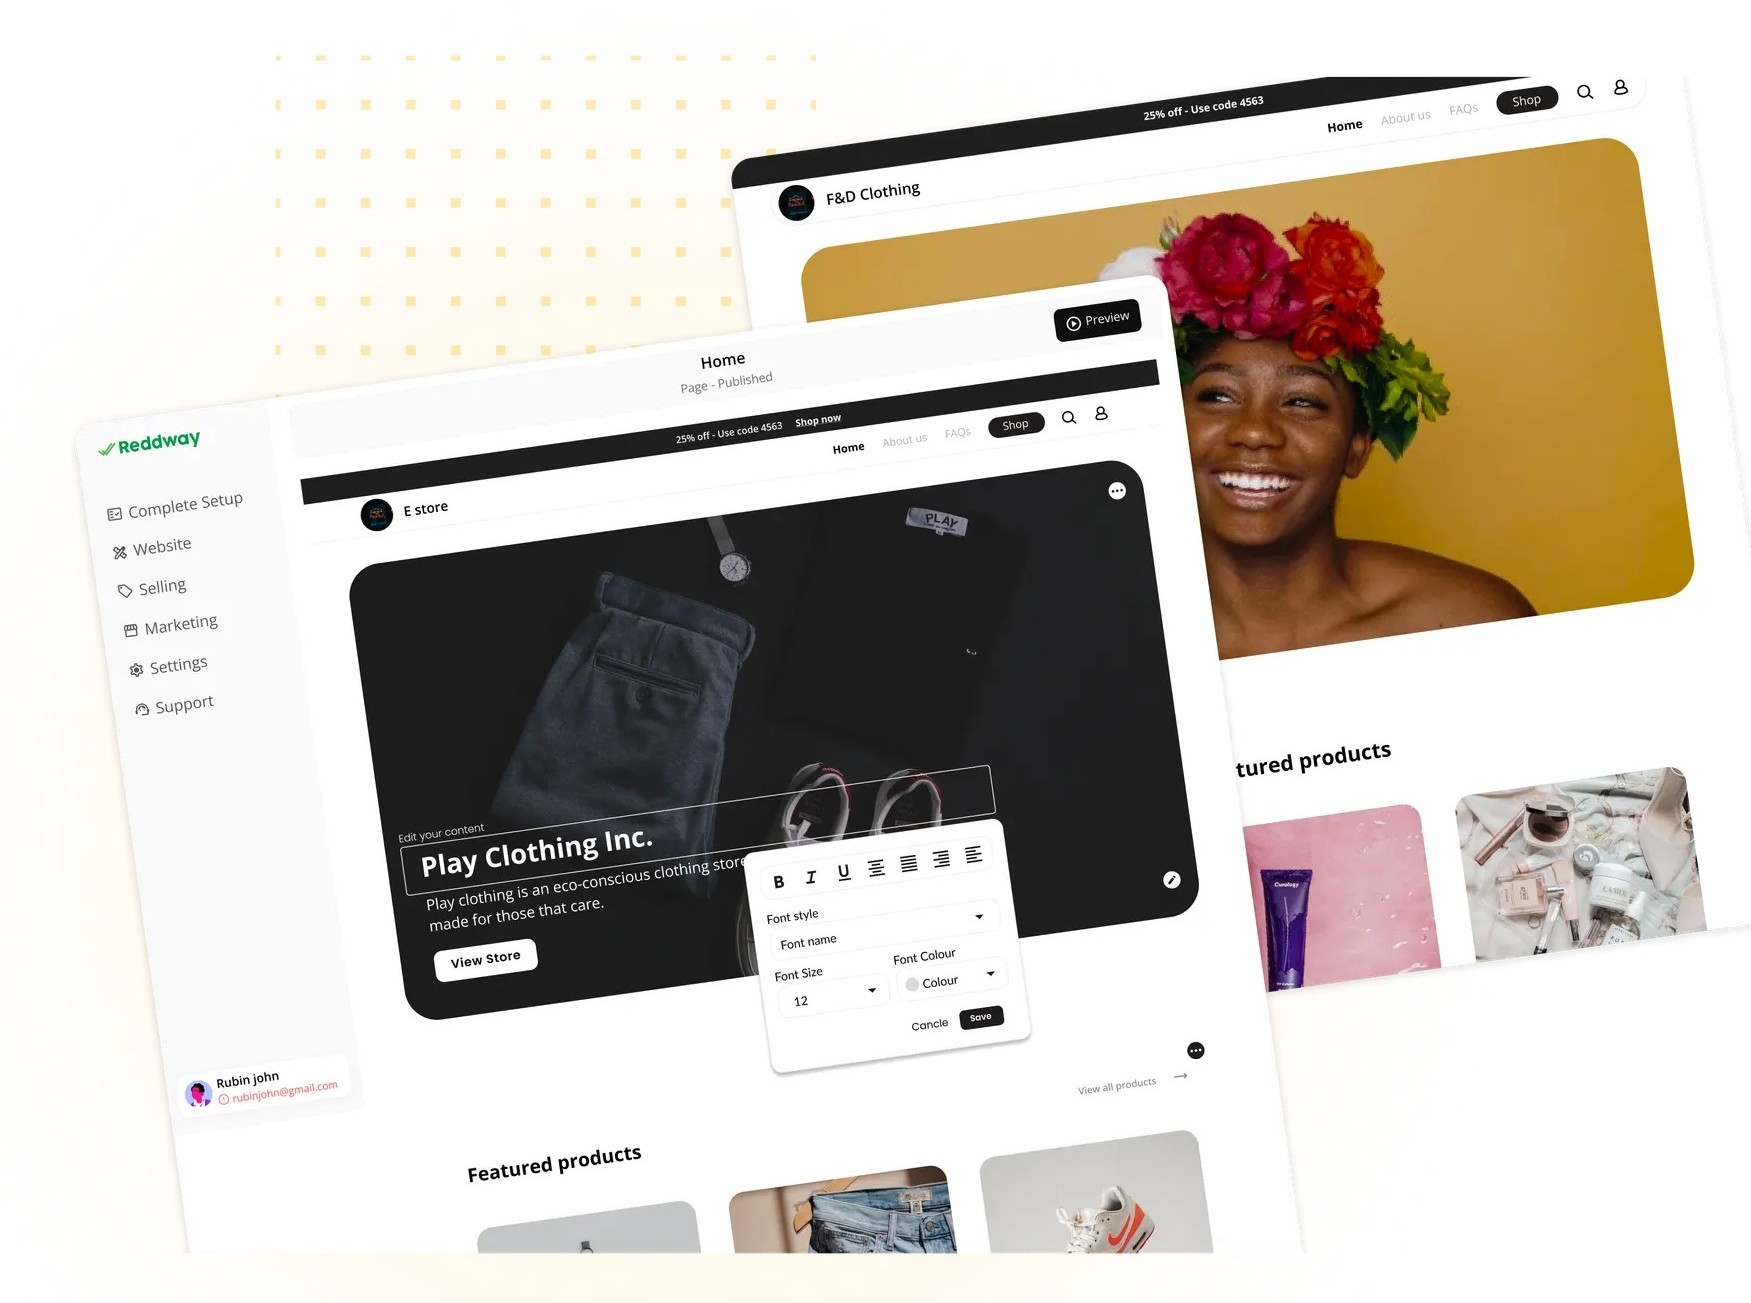 25% off - Use code 4563
Home About us FAQs Shop
F&D Clothing
tured products
Curology
Home
Page - Published
Preview
Reddway
Complete Setup
Website
Selling
Marketing
Settings
Support
Rubin john
rubinjohn@gmail.com
25% off - Use code 4563 Shop now
Home About us FAQs Shop
E store
PLAY
Edit your content
Play Clothing Inc.
Play clothing is an eco-conscious clothing store
made for those that care.
View Store
B I U
Font style
Font name
Font Size Font Colour
12 Colour
Cancle Save
View all products
Featured products